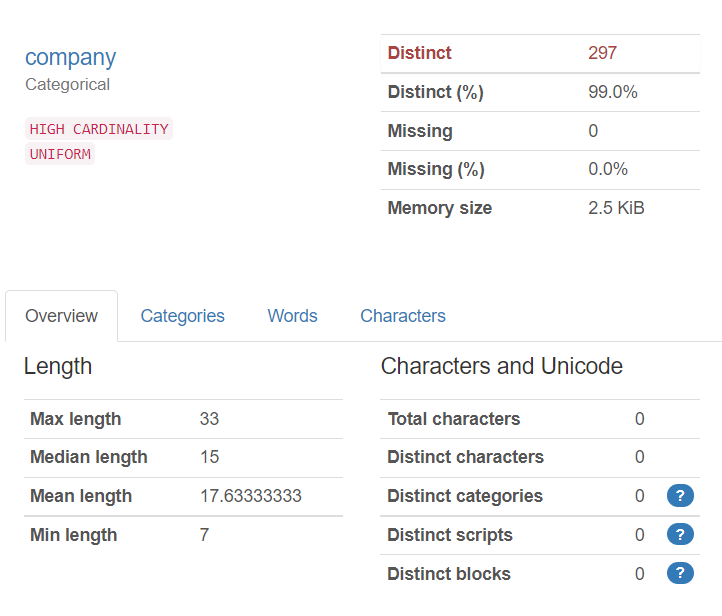 company
Categorical
HIGH CARDINALITY
UNIFORM
Distinct 297
Distinct (%) 99.0%
Missing 0
Missing (%) 0.0%
Memory size 2.5 KiB
Overview Categories Words Characters
Length
Max length 33
Median length 15
Mean length 17.63333333
Min length 7
Characters and Unicode
Total characters 0
Distinct characters 0
Distinct categories 0 ?
Distinct scripts 0 ?
Distinct blocks 0 ?